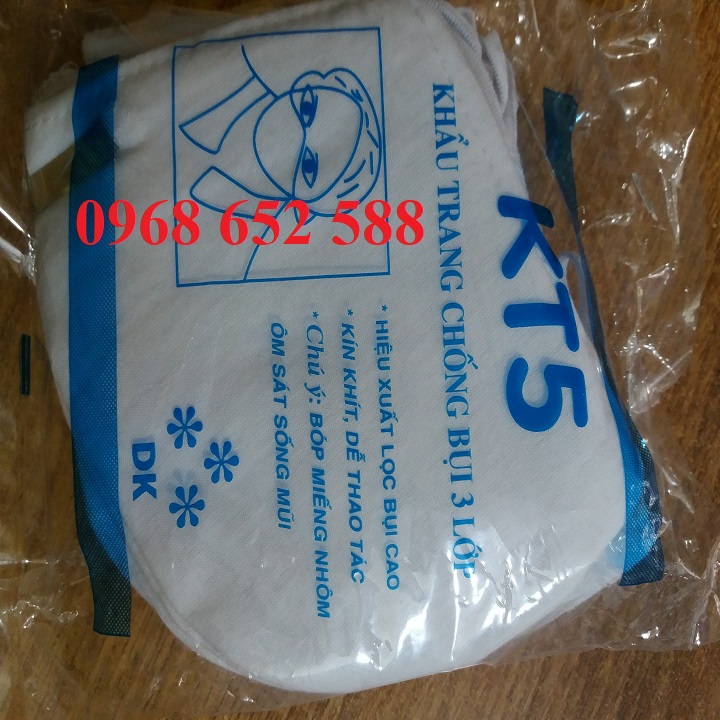 KT5
KHẨU TRANG CHỐNG BỤI 3 LỚP
* HIỆU XUẤT LỌC BỤI CAO
* KÍN KHÍT, DỄ THAO TÁC
* Chú ý: BÓP MIẾNG NHÔM
ÔM SÁT SỐNG MŨI
DK
0968 652 588